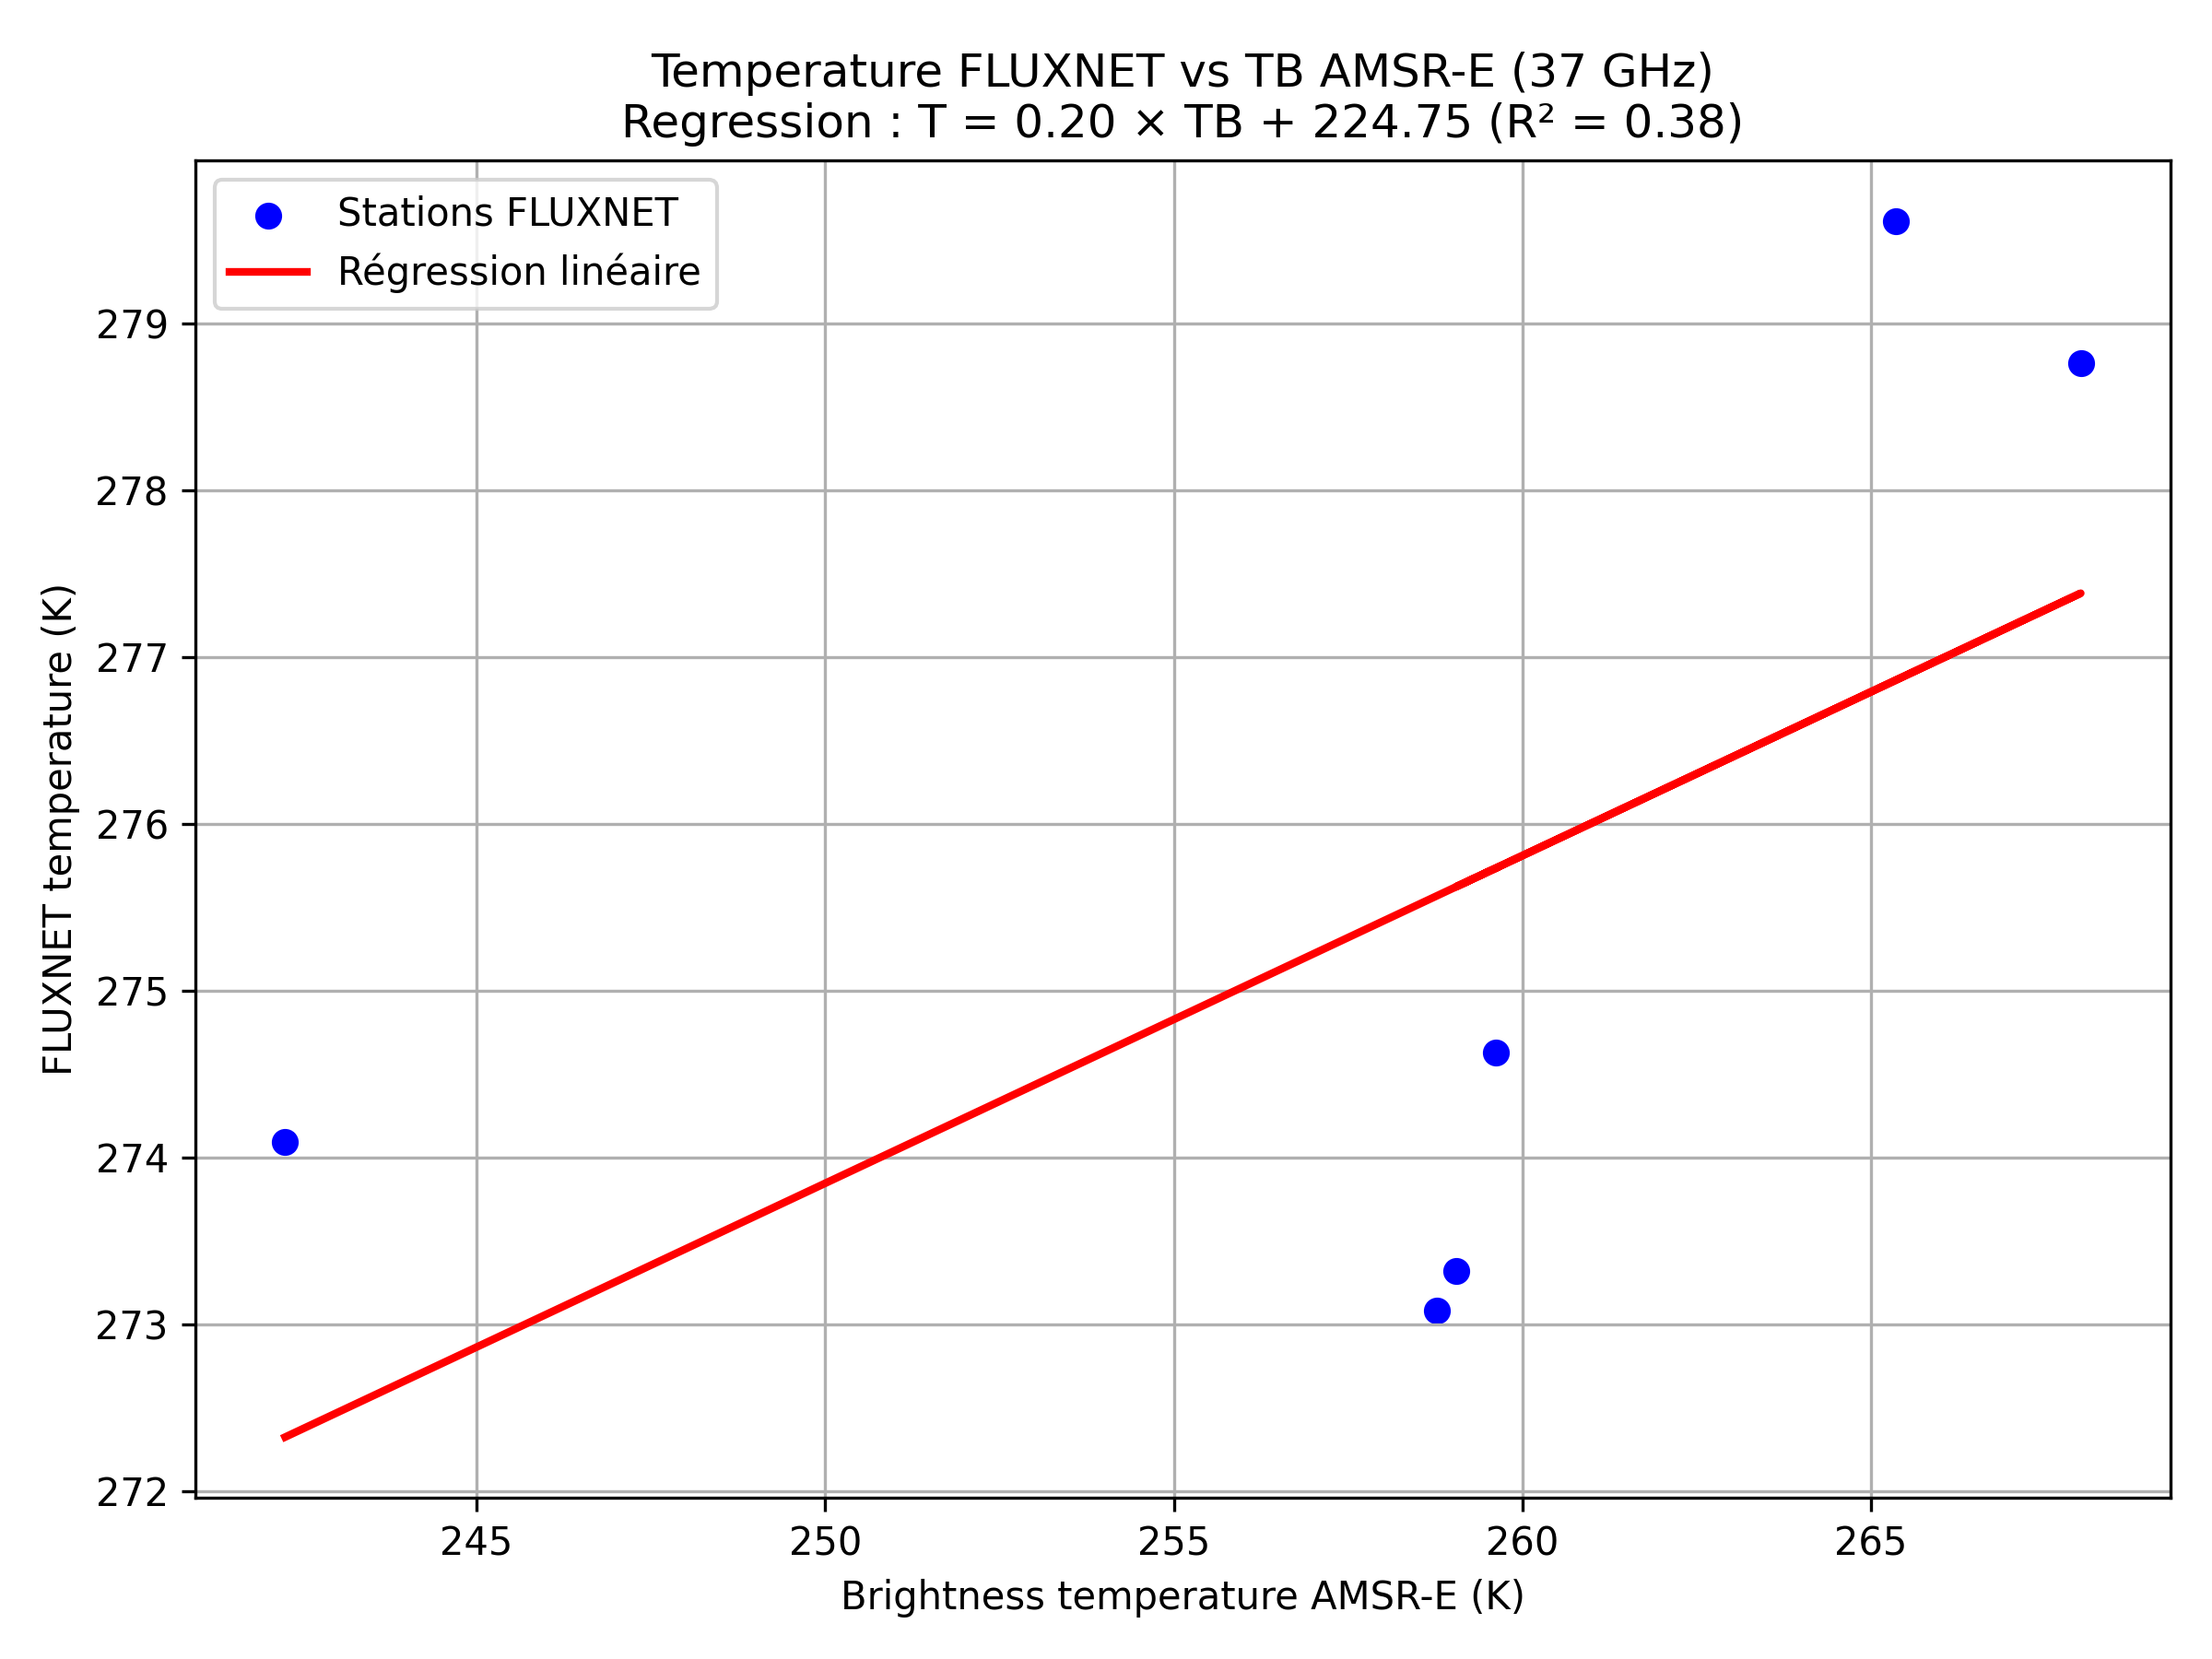 Temperature FLUXNET vs TB AMSR-E (37 GHz)
Regression : T = 0.20 × TB + 224.75 (R² = 0.38)
Stations FLUXNET
Régression linéaire
FLUXNET temperature (K)
279
278
277
276
275
274
273
272
245 250 255 260 265
Brightness temperature AMSR-E (K)